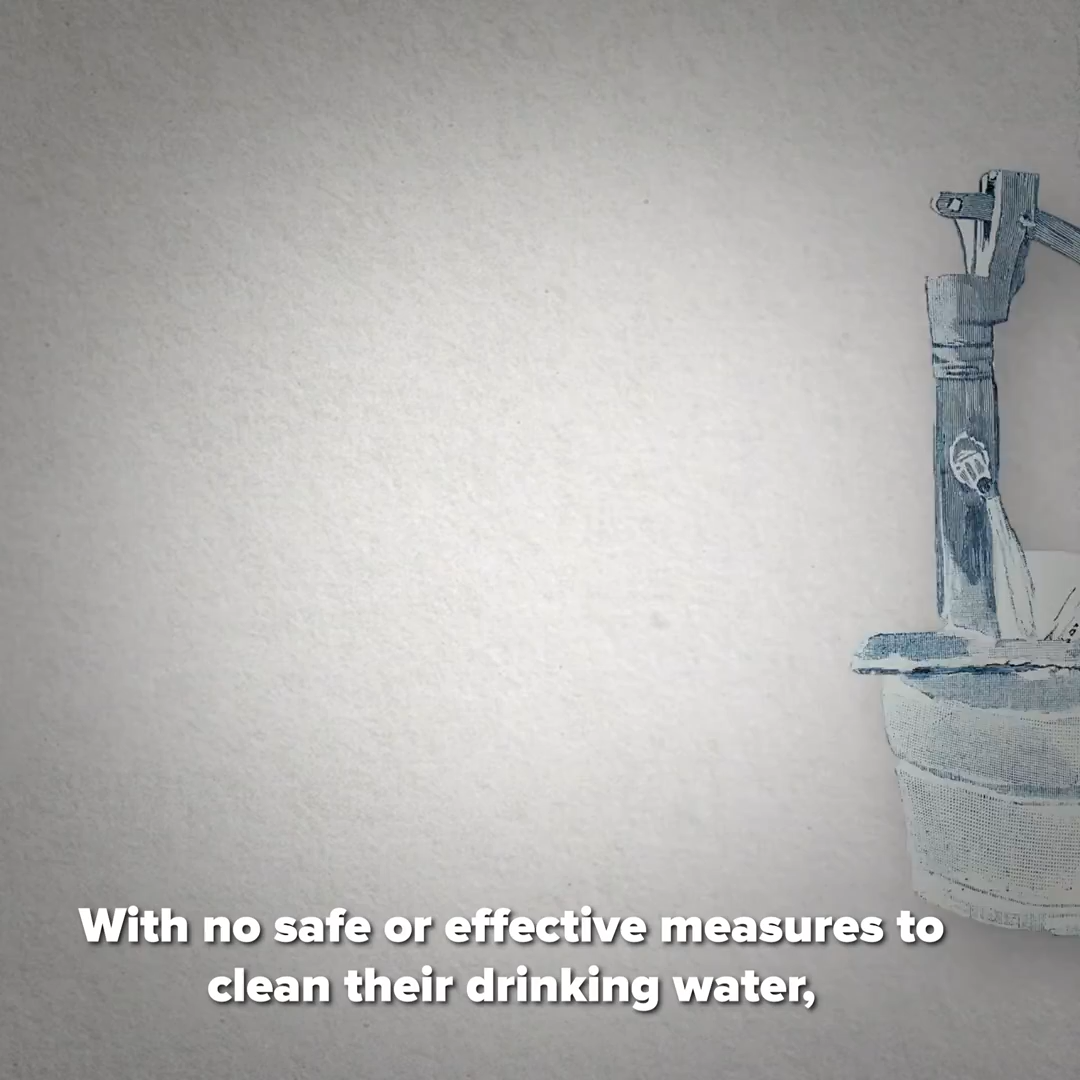 With no safe or effective measures to
clean their drinking water,